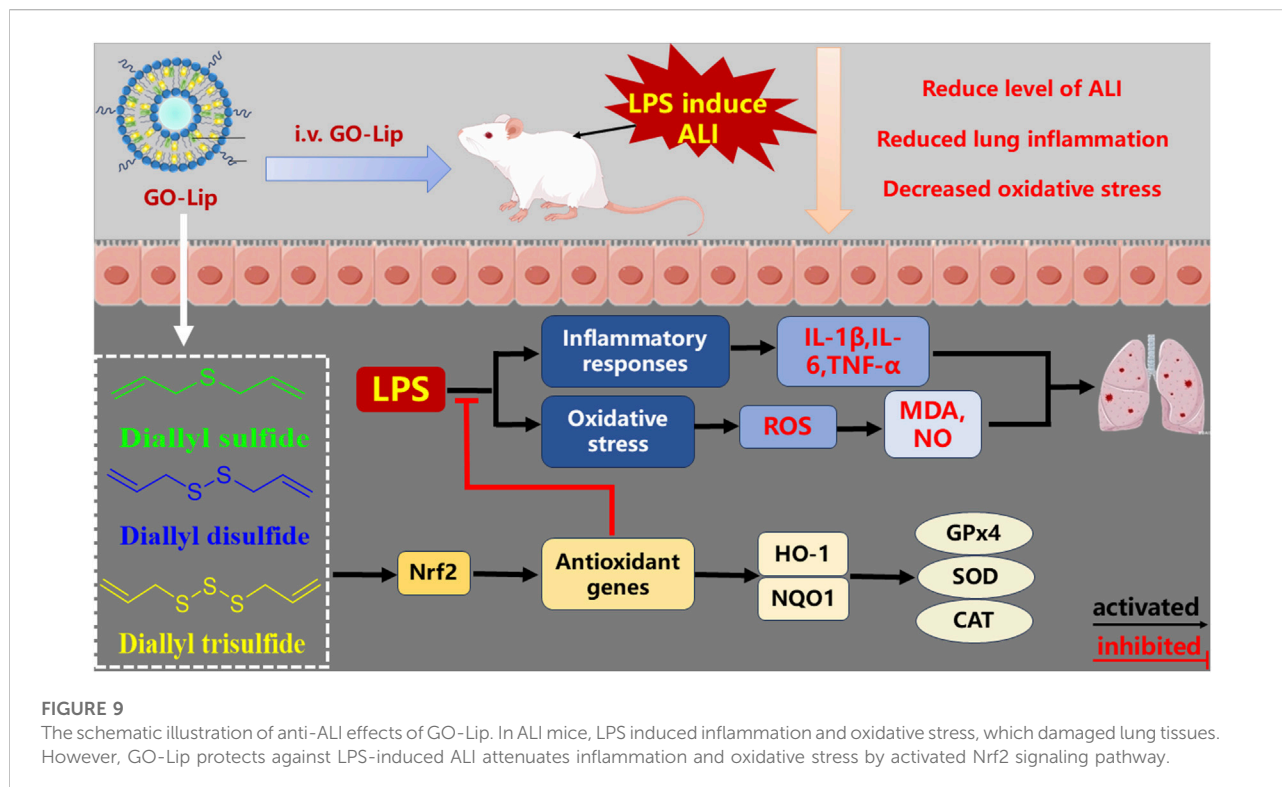 GO-Lip
i.v. GO-Lip
LPS induce
ALI
Reduce level of ALI
Reduced lung inflammation
Decreased oxidative stress
S
Diallyl sulfide
S
S
Diallyl disulfide
S
S
S
Diallyl trisulfide
LPS
Inflammatory
responses
IL-1β,IL-
6,TNF-α
Oxidative
stress
ROS
MDA,
NO
Nrf2
Antioxidant
genes
HO-1
NQO1
GPx4
SOD
CAT
activated
inhibited
FIGURE 9
The schematic illustration of anti-ALI effects of GO-Lip. In ALI mice, LPS induced inflammation and oxidative stress, which damaged lung tissues.
However, GO-Lip protects against LPS-induced ALI attenuates inflammation and oxidative stress by activated Nrf2 signaling pathway.